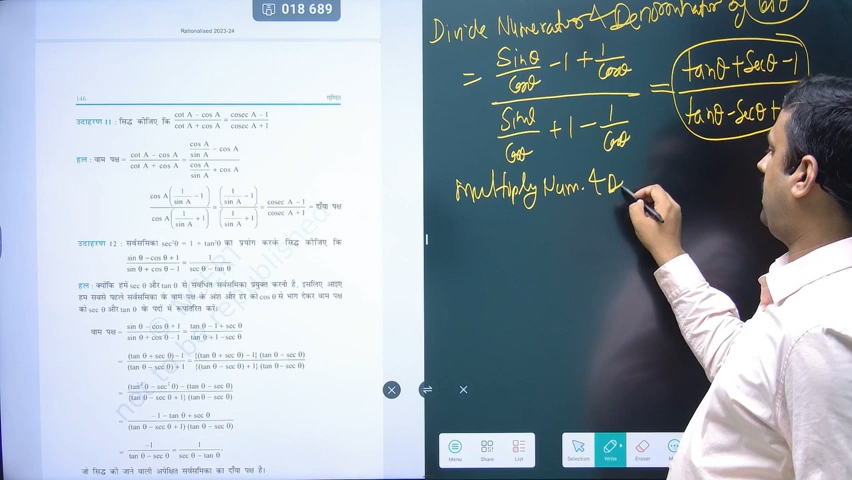 018 689
Rationalised 2023-24
146 गणित
उदाहरण 11 : सिद्ध कीजिए कि (cot A – cos A)/(cot A + cos A) = (cosec A – 1)/(cosec A + 1)
हल : वाम पक्ष = (cot A – cos A)/(cot A + cos A) = (cos A/sin A – cos A)/(cos A/sin A + cos A)
= cos A(1/sin A – 1)/cos A(1/sin A + 1) = (1/sin A – 1)/(1/sin A + 1) = (cosec A – 1)/(cosec A + 1) = दाँया पक्ष
उदाहरण 12 : सर्वसमिका sec²θ = 1 + tan²θ का प्रयोग करके सिद्ध कीजिए कि
(sin θ – cos θ + 1)/(sin θ + cos θ – 1) = 1/(sec θ – tan θ)
हल : क्योंकि हमें sec θ और tan θ से संबंधित सर्वसमिका प्रयुक्त करनी है, इसलिए आइए
हम सबसे पहले सर्वसमिका के वाम पक्ष के अंश और हर को cos θ से भाग देकर वाम पक्ष
को sec θ और tan θ के पदों में रूपांतरित करें।
वाम पक्ष = (sin θ – cos θ + 1)/(sin θ + cos θ – 1) = (tan θ – 1 + sec θ)/(tan θ + 1 – sec θ)
= ((tan θ + sec θ) – 1)/((tan θ – sec θ) + 1) = {(tan θ + sec θ) – 1} (tan θ – sec θ)/{(tan θ – sec θ) + 1} (tan θ – sec θ)
= (tan² θ – sec² θ) – (tan θ – sec θ)/(tan θ – sec θ + 1) (tan θ – sec θ)
= –1 – tan θ + sec θ/(tan θ – sec θ + 1) (tan θ – sec θ)
= –1/(tan θ – sec θ) = 1/(sec θ – tan θ)
जो सिद्ध की जाने वाली अपेक्षित सर्वसमिका का दाँया पक्ष है।
Divide Numerator & Denominator by cosθ
= (Sinθ/Cosθ – 1 + 1/Cosθ)/(Sinθ/Cosθ + 1 – 1/Cosθ) = (tanθ + Secθ – 1)/(tanθ – Secθ +
Multiply Num. & D
Menu Share List Selection Write Eraser